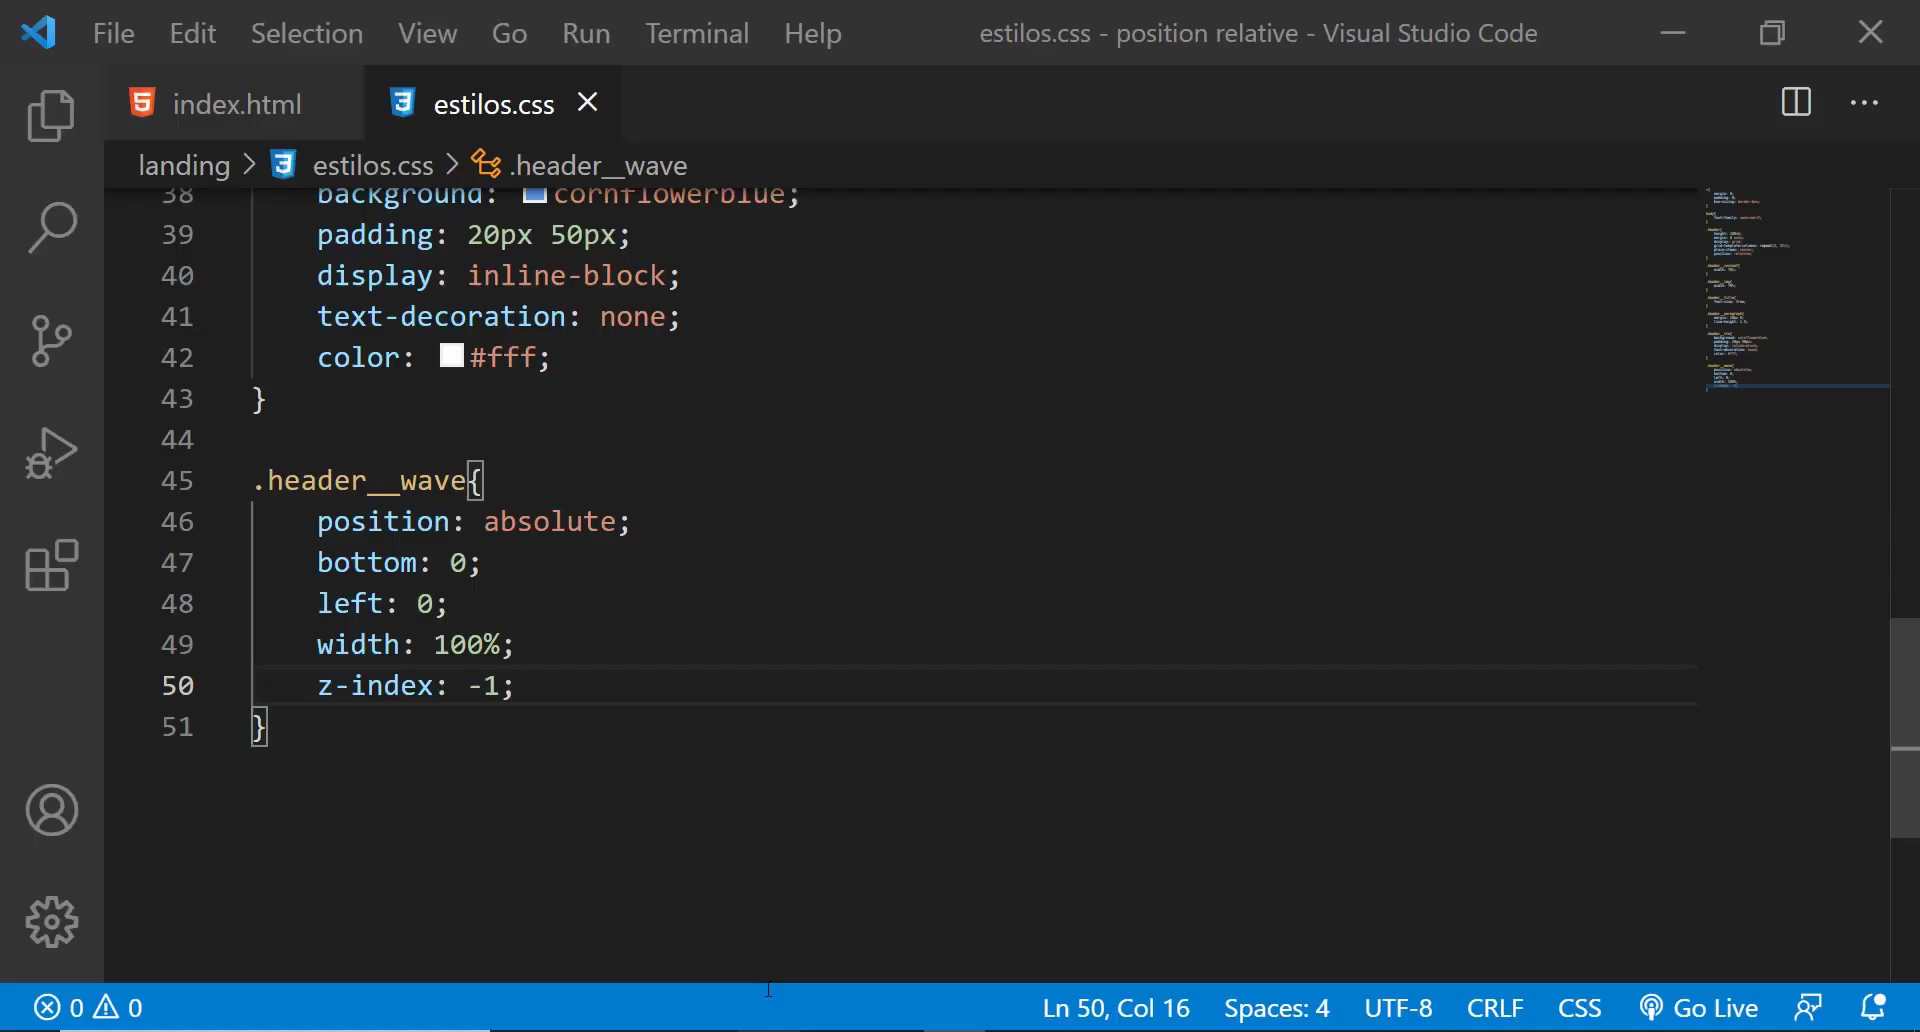 File Edit Selection View Go Run Terminal Help estilos.css - position relative - Visual Studio Code
index.html estilos.css
landing > estilos.css > .header__wave
38 background: cornflowerblue;
39 padding: 20px 50px;
40 display: inline-block;
41 text-decoration: none;
42 color: #fff;
43 }
44
45 .header__wave{
46 position: absolute;
47 bottom: 0;
48 left: 0;
49 width: 100%;
50 z-index: -1;
51 }
0 0 Ln 50, Col 16 Spaces: 4 UTF-8 CRLF CSS Go Live